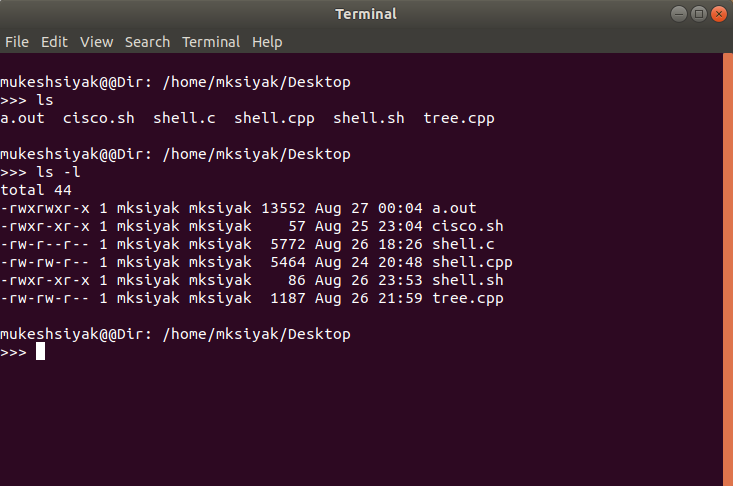 Terminal
File Edit View Search Terminal Help
mukeshsiyak@@Dir: /home/mksiyak/Desktop
>>> ls
a.out  cisco.sh  shell.c  shell.cpp  shell.sh  tree.cpp
mukeshsiyak@@Dir: /home/mksiyak/Desktop
>>> ls -l
total 44
-rwxrwxr-x 1 mksiyak mksiyak 13552 Aug 27 00:04 a.out
-rwxr-xr-x 1 mksiyak mksiyak    57 Aug 25 23:04 cisco.sh
-rw-r--r-- 1 mksiyak mksiyak  5772 Aug 26 18:26 shell.c
-rw-rw-r-- 1 mksiyak mksiyak  5464 Aug 24 20:48 shell.cpp
-rwxr-xr-x 1 mksiyak mksiyak    86 Aug 26 23:53 shell.sh
-rw-rw-r-- 1 mksiyak mksiyak  1187 Aug 26 21:59 tree.cpp
mukeshsiyak@@Dir: /home/mksiyak/Desktop
>>>